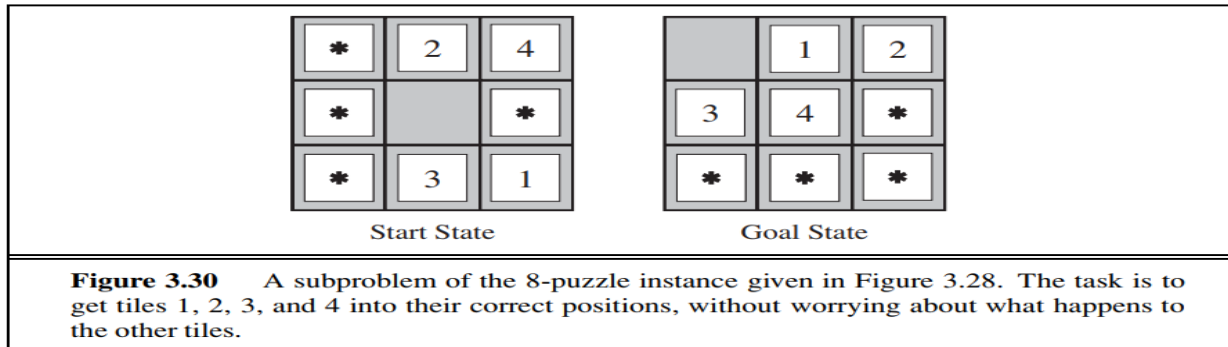 * 2 4 1 2
* * 3 4 *
* 3 1 * * *
Start State Goal State
Figure 3.30 A subproblem of the 8-puzzle instance given in Figure 3.28. The task is to
get tiles 1, 2, 3, and 4 into their correct positions, without worrying about what happens to
the other tiles.